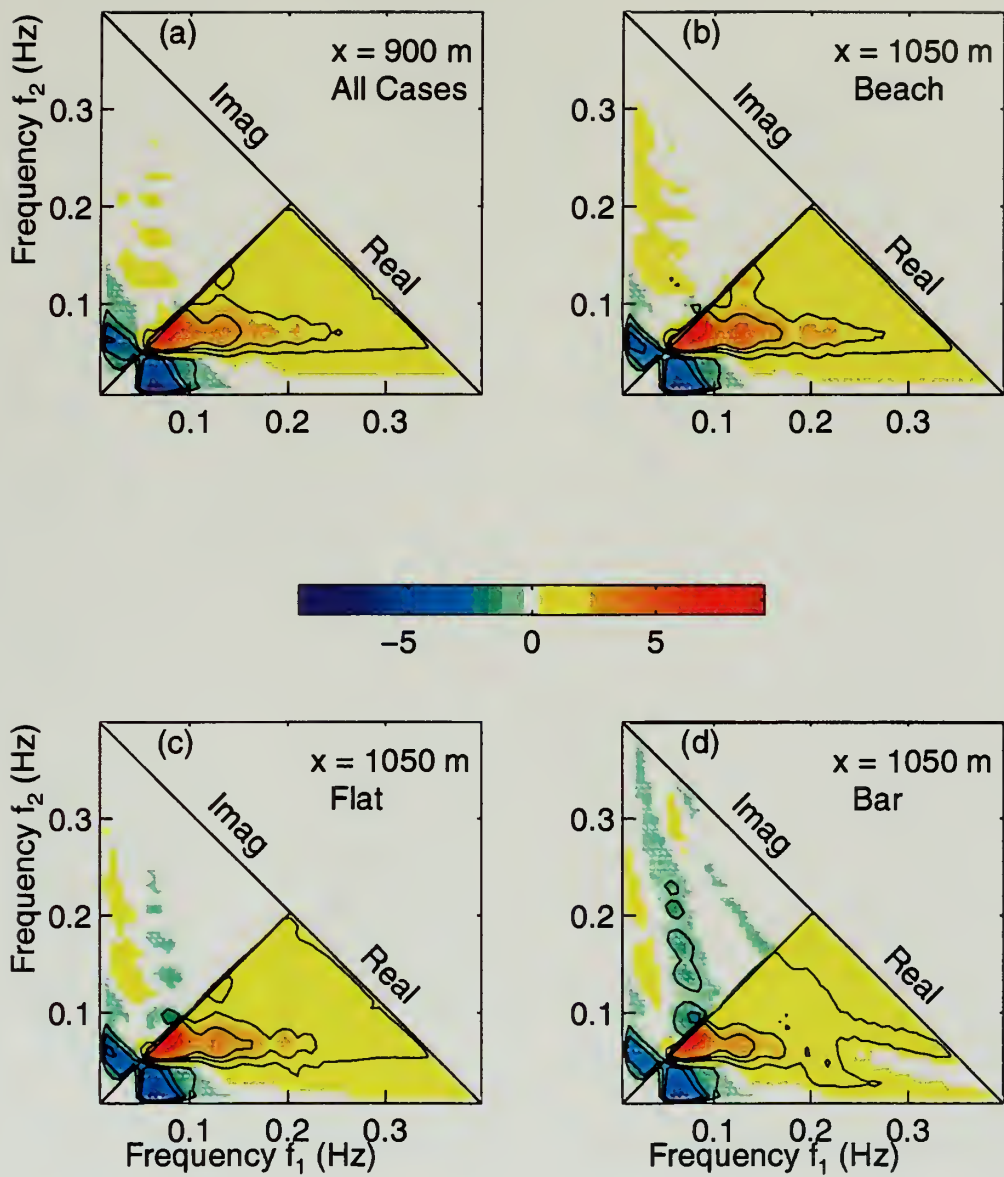 (a)
x = 900 m
All Cases
Imag
Real
Frequency f₂ (Hz)
0.3
0.2
0.1
0.1 0.2 0.3
(b)
x = 1050 m
Beach
Imag
Real
0.3
0.2
0.1
0.1 0.2 0.3
−5 0 5
(c)
x = 1050 m
Flat
Imag
Real
Frequency f₂ (Hz)
0.3
0.2
0.1
0.1 0.2 0.3
Frequency f₁ (Hz)
(d)
x = 1050 m
Bar
Imag
Real
0.3
0.2
0.1
0.1 0.2 0.3
Frequency f₁ (Hz)